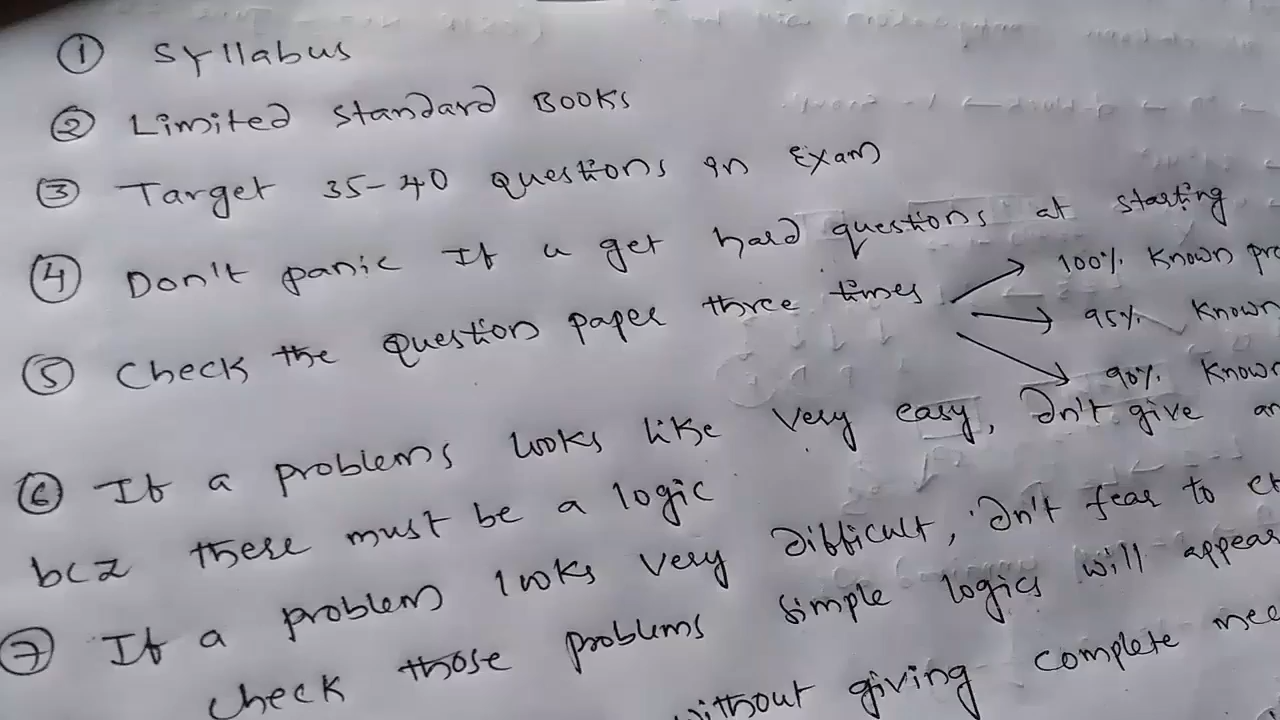 ① Syllabus
② Limited standard Books
③ Target 35-40 questions in Exam
④ Don't panic If u get hard questions at starting
⑤ Check the question paper three times → 100% known
→ 95% known
→ 90% known
⑥ If a problems looks like very easy, don't give
bcz there must be a logic
⑦ If a problem looks very difficult, don't fear to
check those problems simple logics will appear
without giving complete